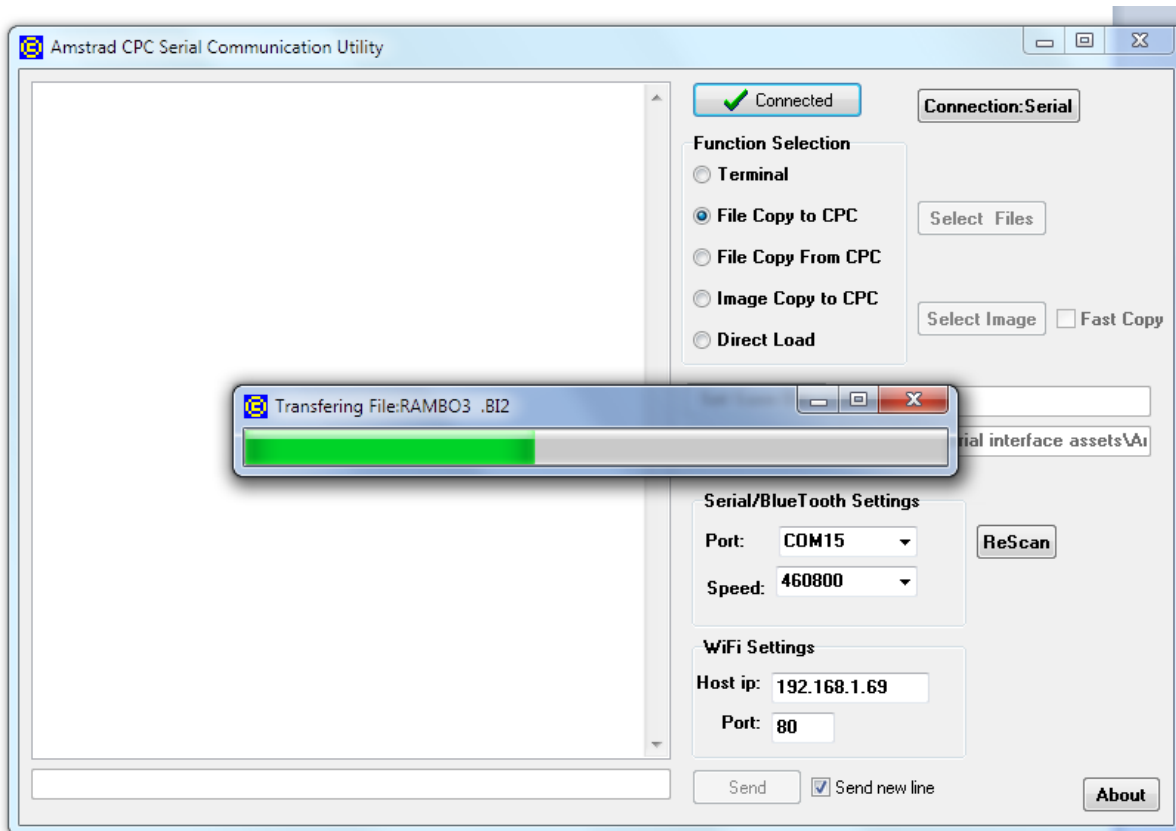 Amstrad CPC Serial Communication Utility
Connected
Connection:Serial
Function Selection
Terminal
File Copy to CPC
Select Files
File Copy From CPC
Image Copy to CPC
Select Image
Fast Copy
Direct Load
Transfering File:RAMBO3 .BI2
rial interface assets\
Serial/BlueTooth Settings
Port: COM15
ReScan
Speed: 460800
WiFi Settings
Host ip: 192.168.1.69
Port: 80
Send
Send new line
About